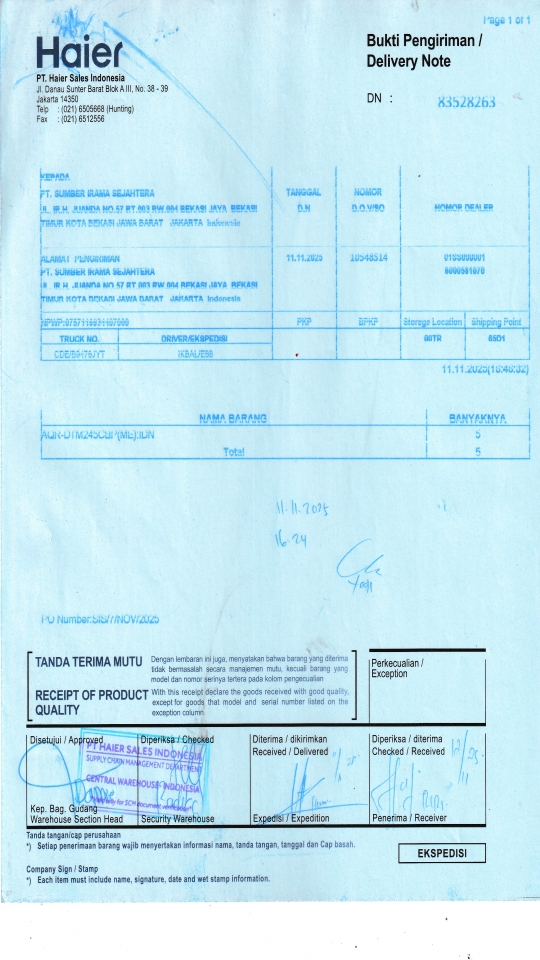 Page 1 of 1
Haier
Bukti Pengiriman /
Delivery Note
PT. Haier Sales Indonesia
Jl. Danau Sunter Barat Blok A III, No. 38 - 39
Jakarta 14350
Telp : (021) 6505668 (Hunting)
Fax : (021) 6512556
DN : 83528263
KEPADA
PT. SUMBER IRAMA SEJAHTERA
JL. IR.H. JUANDA NO.57 RT.003 RW.004 BEKASI JAYA BEKASI
TIMUR KOTA BEKASI JAWA BARAT JAKARTA Indonesia
TANGGAL
D.N
NOMOR
D.O.V/SO
NOMOR DEALER
ALAMAT PENGIRIMAN
PT. SUMBER IRAMA SEJAHTERA
JL. IR.H. JUANDA NO.57 RT.003 RW.004 BEKASI JAYA BEKASI
TIMUR KOTA BEKASI JAWA BARAT JAKARTA Indonesia
11.11.2025
10548514
PKP
BPKP
Storege Location
Shipping Point
TRUCK NO.
DRIVER/EKSPEDISI
00TR
65D1
11.11.2025(16:48:32)
NAMA BARANG
BANYAKNYA
5
Total
5
11.11.2025
16.24
PO Number:SIS/77/NOV/2025
TANDA TERIMA MUTU
Dengan lembaran ini juga, menyatakan bahwa barang yang diterima
tidak bermasalah secara manajemen mutu, kecuali barang yang
model dan nomor serinya tertera pada kolom pengecualian
RECEIPT OF PRODUCT
QUALITY
With this receipt declare the goods received with good quality,
except for goods that model and serial number listed on the
exception column
Perkecualian /
Exception
Disetujui / Approved
Diperiksa / Checked
Diterima / dikirimkan
Received / Delivered
Diperiksa / diterima
Checked / Received
PT HAIER SALES INDONESIA
SUPPLY CHAIN MANAGEMENT DEPARTMENT
CENTRAL WAREHOUSE INDONESIA
Kep. Bag. Gudang
Warehouse Section Head
Security Warehouse
Expedisi / Expedition
Penerima / Receiver
Tanda tangan/cap perusahaan
*) Setiap penerimaan barang wajib menyertakan informasi nama, tanda tangan, tanggal dan Cap basah.
EKSPEDISI
Company Sign / Stamp
*) Each item must include name, signature, date and wet stamp information.